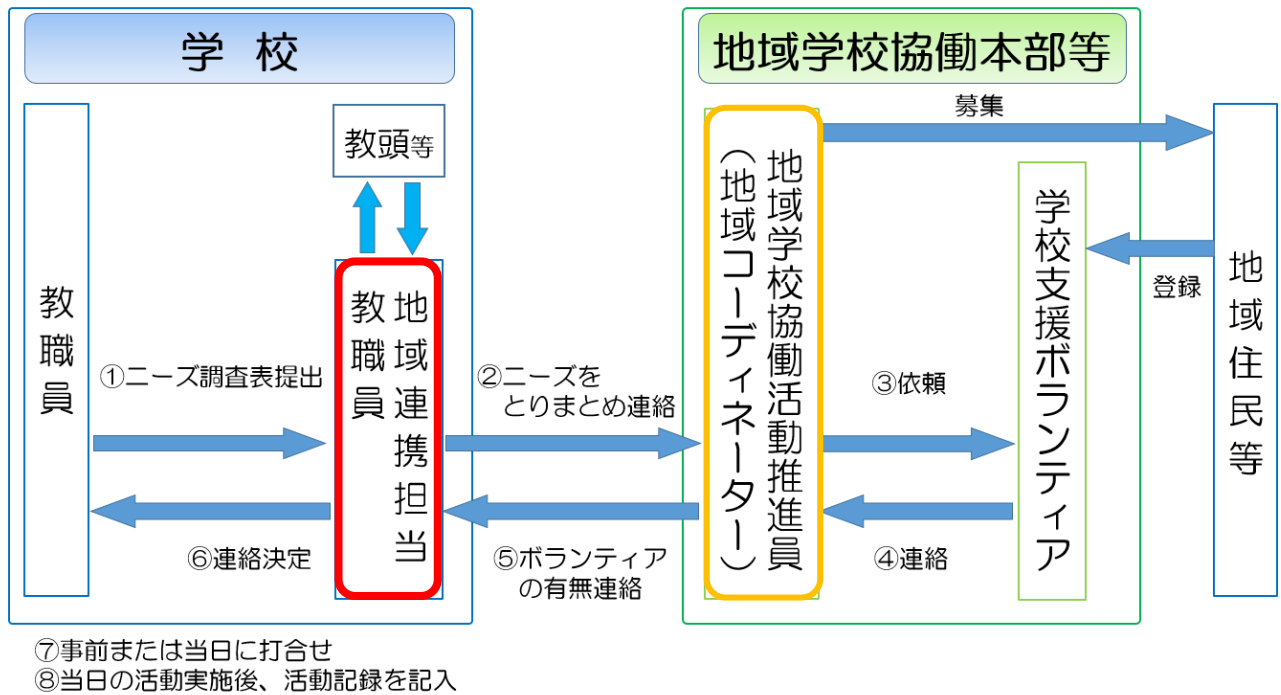 学 校
地域学校協働本部等
教頭等
募集
教職員
地域連携担当
教職員
地域学校協働活動推進員
（地域コーディネーター）
学校支援ボランティア
登録
地域住民等
①ニーズ調査表提出
②ニーズを
とりまとめ連絡
③依頼
⑥連絡決定
⑤ボランティア
の有無連絡
④連絡
⑦事前または当日に打合せ
⑧当日の活動実施後、活動記録を記入